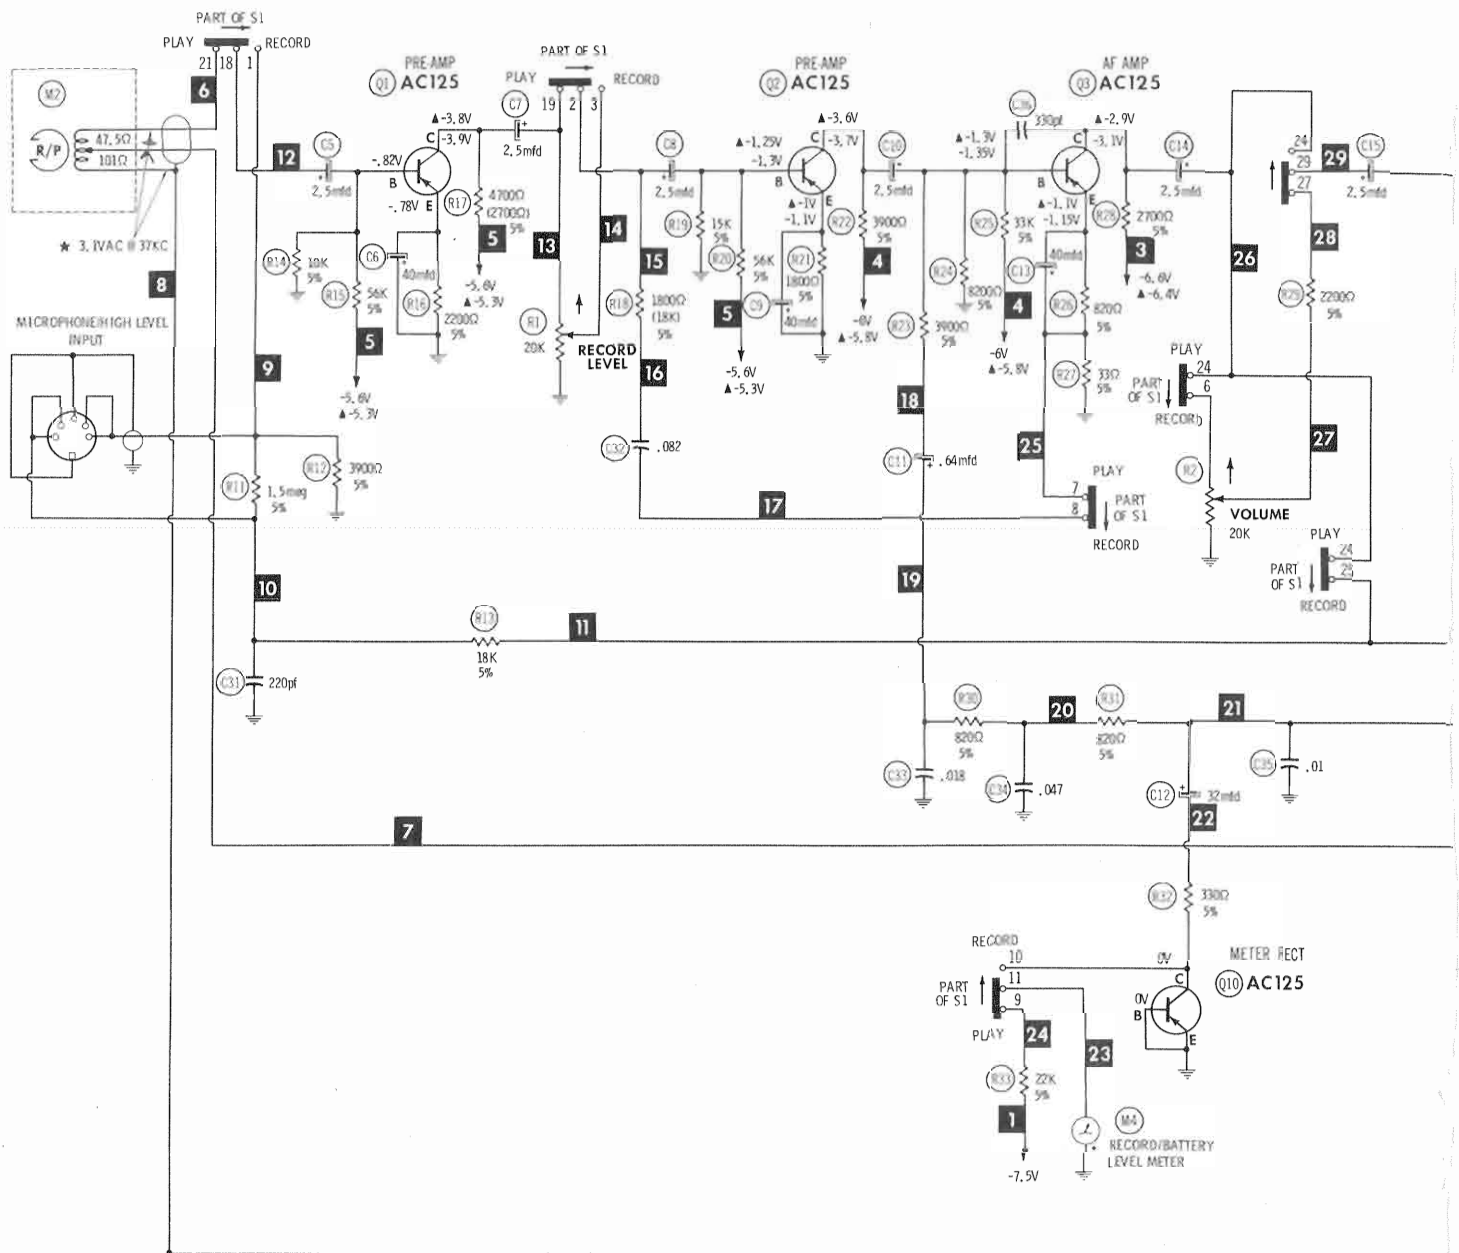 PART OF S1
PLAY
RECORD
21
18
1
6
M2
R/P
47.5Ω
101Ω
★ 3.1VAC @ 37KC
8
MICROPHONE/HIGH LEVEL
INPUT
12
C5
2.5mfd
Q1
PRE-AMP
AC125
▲-3.8V
-3.9V
C
-.82V
B
-.78V
E
R14
10K
5%
R15
56K
5%
5
-5.6V
▲-5.3V
C6
40mfd
R16
2200Ω
5%
R17
4700Ω
(2700Ω)
5%
5
-5.6V
▲-5.3V
C7
2.5mfd
PART OF S1
PLAY
RECORD
19
2
3
13
14
R1
20K
RECORD
LEVEL
9
R11
1.5meg
5%
R12
3900Ω
5%
10
C31
220pf
R13
18K
5%
11
7
15
R18
1800Ω
(18K)
5%
16
C32
.082
17
C8
2.5mfd
R19
15K
5%
R20
56K
5%
5
-5.6V
▲-5.3V
PRE-AMP
Q2
AC125
▲-1.25V
-1.3V
B
▲-3.6V
C
-3.7V
▲-1V
-1.1V
E
R21
1800Ω
5%
C9
40mfd
R22
3900Ω
5%
4
-6V
▲-5.8V
C10
2.5mfd
R23
3900Ω
5%
18
C11
.64mfd
19
R24
8200Ω
5%
R25
33K
5%
4
-6V
▲-5.8V
C36
330pf
AF AMP
Q3
AC125
▲-1.3V
-1.35V
B
▲-2.9V
C
-3.1V
▲-1.1V
-1.15V
E
C13
40mfd
R26
820Ω
5%
R27
33Ω
5%
R28
2700Ω
5%
3
-6.6V
▲-6.4V
25
7
8
PLAY
PART
OF S1
RECORD
C14
2.5mfd
26
24
29
27
29
C15
2.5mfd
28
R29
2200Ω
5%
PLAY
24
6
PART
OF S1
RECORD
27
R2
VOLUME
20K
PLAY
24
PART
OF S1
RECORD
R30
820Ω
5%
20
R31
820Ω
5%
21
C33
.018
C34
.047
C35
.01
C12
32mfd
22
R32
330Ω
5%
RECORD
10
11
9
PART
OF S1
PLAY
24
23
R33
22K
5%
1
-7.5V
M4
RECORD/BATTERY
LEVEL METER
METER RECT
Q10
AC125
0V
C
0V
B
E